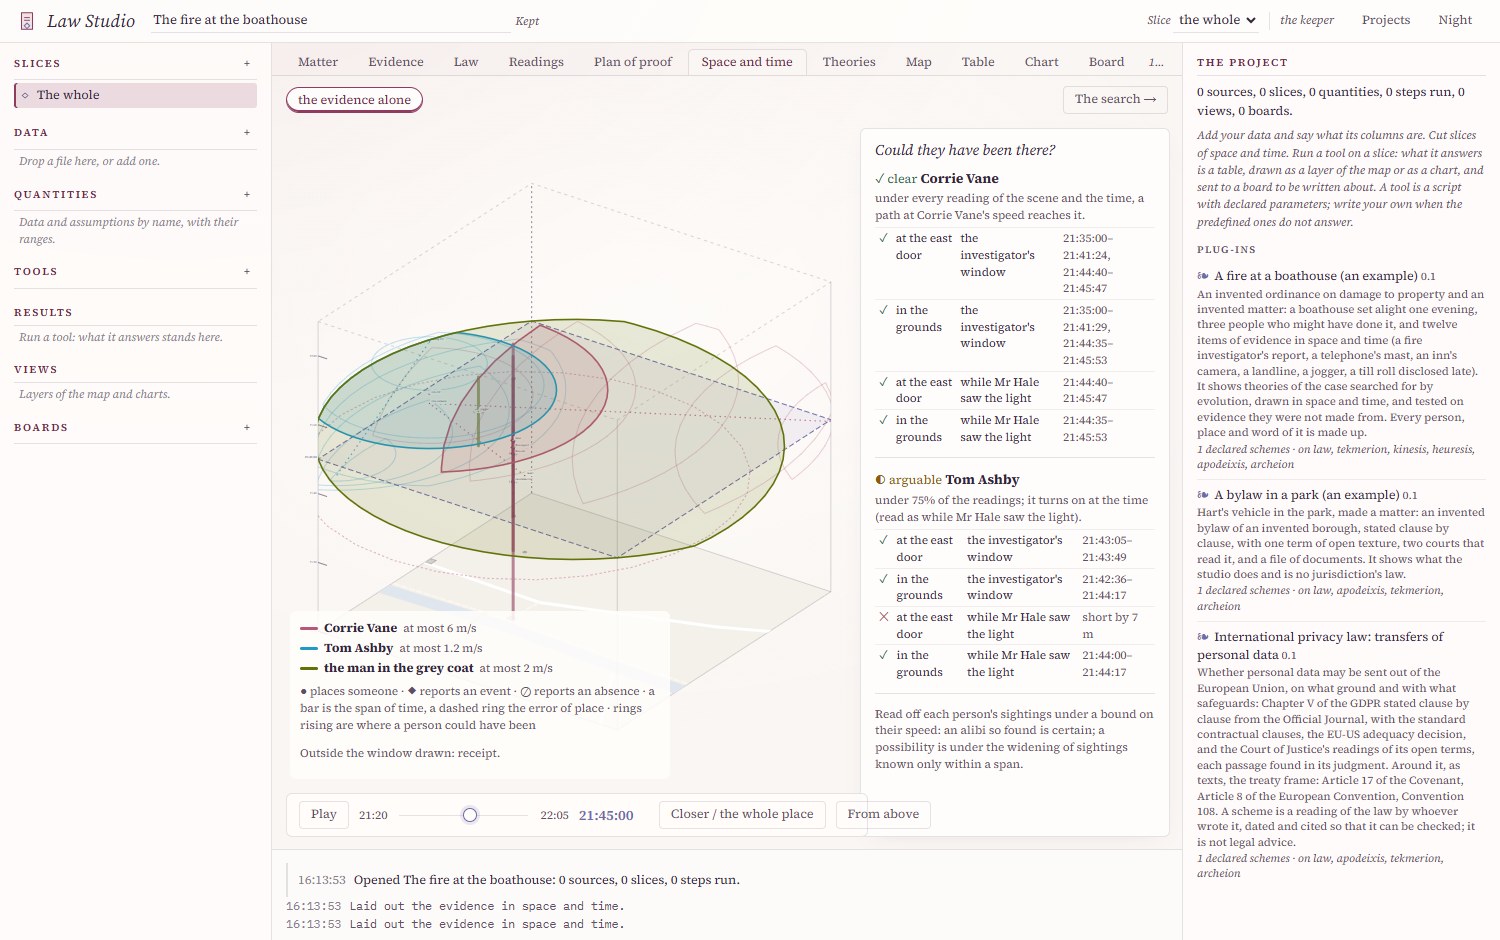 Law Studio
The fire at the boathouse
Kept
Slice the whole
the keeper
Projects
Night
SLICES +
The whole
DATA +
Drop a file here, or add one.
QUANTITIES +
Data and assumptions by name, with their
ranges.
TOOLS +
RESULTS
Run a tool: what it answers stands here.
VIEWS
Layers of the map and charts.
BOARDS +
Matter Evidence Law Readings Plan of proof Space and time Theories Map Table Chart Board 1...
the evidence alone
The search →
Corrie Vane at most 6 m/s
Tom Ashby at most 1.2 m/s
the man in the grey coat at most 2 m/s
● places someone · ◆ reports an event · ⊘ reports an absence · a
bar is the span of time, a dashed ring the error of place · rings
rising are where a person could have been
Outside the window drawn: receipt.
Could they have been there?
✓ clear Corrie Vane
under every reading of the scene and the time, a
path at Corrie Vane's speed reaches it.
✓ at the east the 21:35:00–
door investigator's 21:41:24,
window 21:44:40–
21:45:47
✓ in the the 21:35:00–
grounds investigator's 21:41:29,
window 21:44:35–
21:45:53
✓ at the east while Mr Hale 21:44:40–
door saw the light 21:45:47
✓ in the while Mr Hale 21:44:35–
grounds saw the light 21:45:53
◐ arguable Tom Ashby
under 75% of the readings; it turns on at the time
(read as while Mr Hale saw the light).
✓ at the east the investigator's 21:43:05–
door window 21:43:49
✓ in the the investigator's 21:42:36–
grounds window 21:44:17
✕ at the east while Mr Hale saw short by 7
door the light m
✓ in the while Mr Hale saw 21:44:00–
grounds the light 21:44:17
Read off each person's sightings under a bound on
their speed: an alibi so found is certain; a
possibility is under the widening of sightings
known only within a span.
Play 21:20 22:05 21:45:00 Closer / the whole place From above
16:13:53 Opened The fire at the boathouse: 0 sources, 0 slices, 0 steps run.
16:13:53 Laid out the evidence in space and time.
16:13:53 Laid out the evidence in space and time.
THE PROJECT
0 sources, 0 slices, 0 quantities, 0 steps run, 0
views, 0 boards.
Add your data and say what its columns are. Cut slices
of space and time. Run a tool on a slice: what it answers
is a table, drawn as a layer of the map or as a chart, and
sent to a board to be written about. A tool is a script
with declared parameters; write your own when the
predefined ones do not answer.
PLUG-INS
A fire at a boathouse (an example) 0.1
An invented ordinance on damage to property and an
invented matter: a boathouse set alight one evening,
three people who might have done it, and twelve
items of evidence in space and time (a fire
investigator's report, a telephone's mast, an inn's
camera, a landline, a jogger, a till roll disclosed late).
It shows theories of the case searched for by
evolution, drawn in space and time, and tested on
evidence they were not made from. Every person,
place and word of it is made up.
1 declared schemes · on law, tekmerion, kinesis, heuresis,
apodeixis, archeion
A bylaw in a park (an example) 0.1
Hart's vehicle in the park, made a matter: an invented
bylaw of an invented borough, stated clause by
clause, with one term of open texture, two courts that
read it, and a file of documents. It shows what the
studio does and is no jurisdiction's law.
1 declared schemes · on law, apodeixis, tekmerion,
archeion
International privacy law: transfers of
personal data 0.1
Whether personal data may be sent out of the
European Union, on what ground and with what
safeguards: Chapter V of the GDPR stated clause by
clause from the Official Journal, with the standard
contractual clauses, the EU-US adequacy decision,
and the Court of Justice's readings of its open terms,
each passage found in its judgment. Around it, as
texts, the treaty frame: Article 17 of the Covenant,
Article 8 of the European Convention, Convention
108. A scheme is a reading of the law by whoever
wrote it, dated and cited so that it can be checked; it
is not legal advice.
1 declared schemes · on law, apodeixis, tekmerion,
archeion